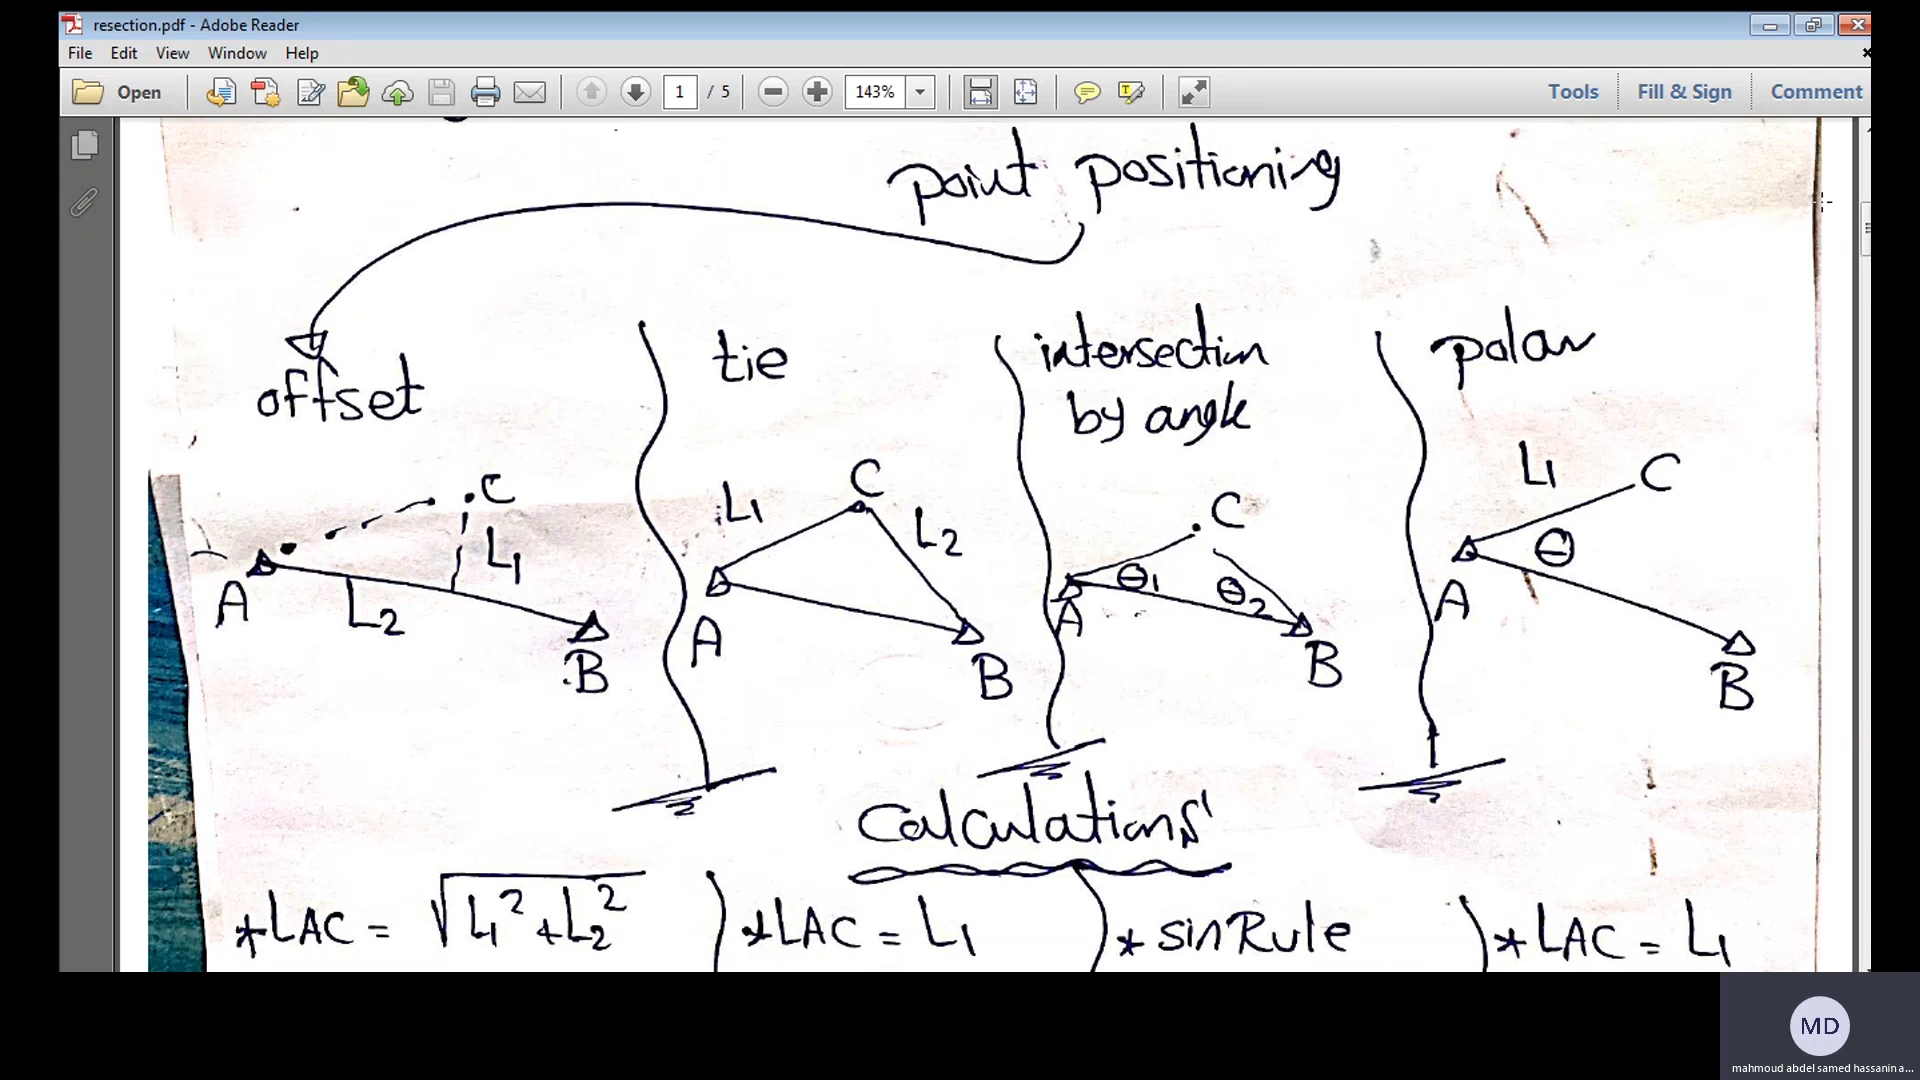 resection.pdf - Adobe Reader
File Edit View Window Help
Open 1 / 5 143% Tools Fill & Sign Comment
point positioning
offset
tie
intersection
by angle
polar
A C L1 L2 B
A L1 C L2 B
A C θ1 θ2 B
A L1 C θ B
Calculations
*LAC = √L1² + L2²
*LAC = L1
* sin Rule
* LAC = L1
MD
mahmoud abdel samed hassanin a...